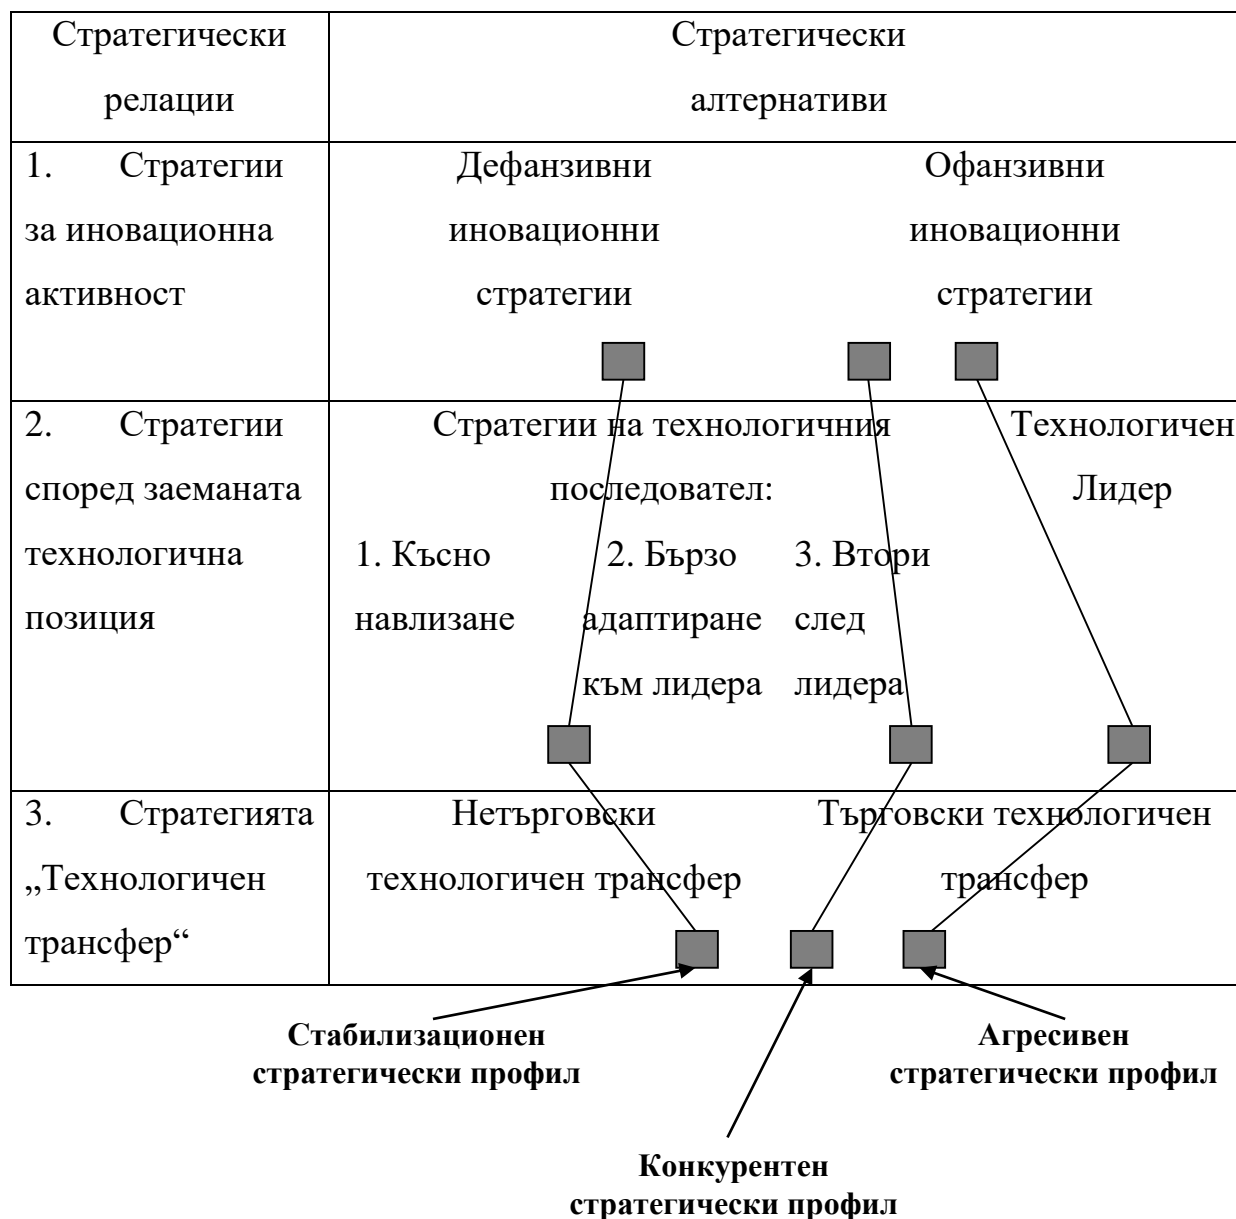 Стратегически
релации
Стратегически
алтернативи
1. Стратегии
за иновационна
активност
Дефанзивни
иновационни
стратегии
Офанзивни
иновационни
стратегии
2. Стратегии
според заеманата
технологична
позиция
Стратегии на технологичния
последовател:
1. Късно
навлизане
2. Бързо
адаптиране
към лидера
3. Втори
след
лидера
Технологичен
Лидер
3. Стратегията
„Технологичен
трансфер“
Нетърговски
технологичен трансфер
Търговски технологичен
трансфер
Стабилизационен
стратегически профил
Агресивен
стратегически профил
Конкурентен
стратегически профил